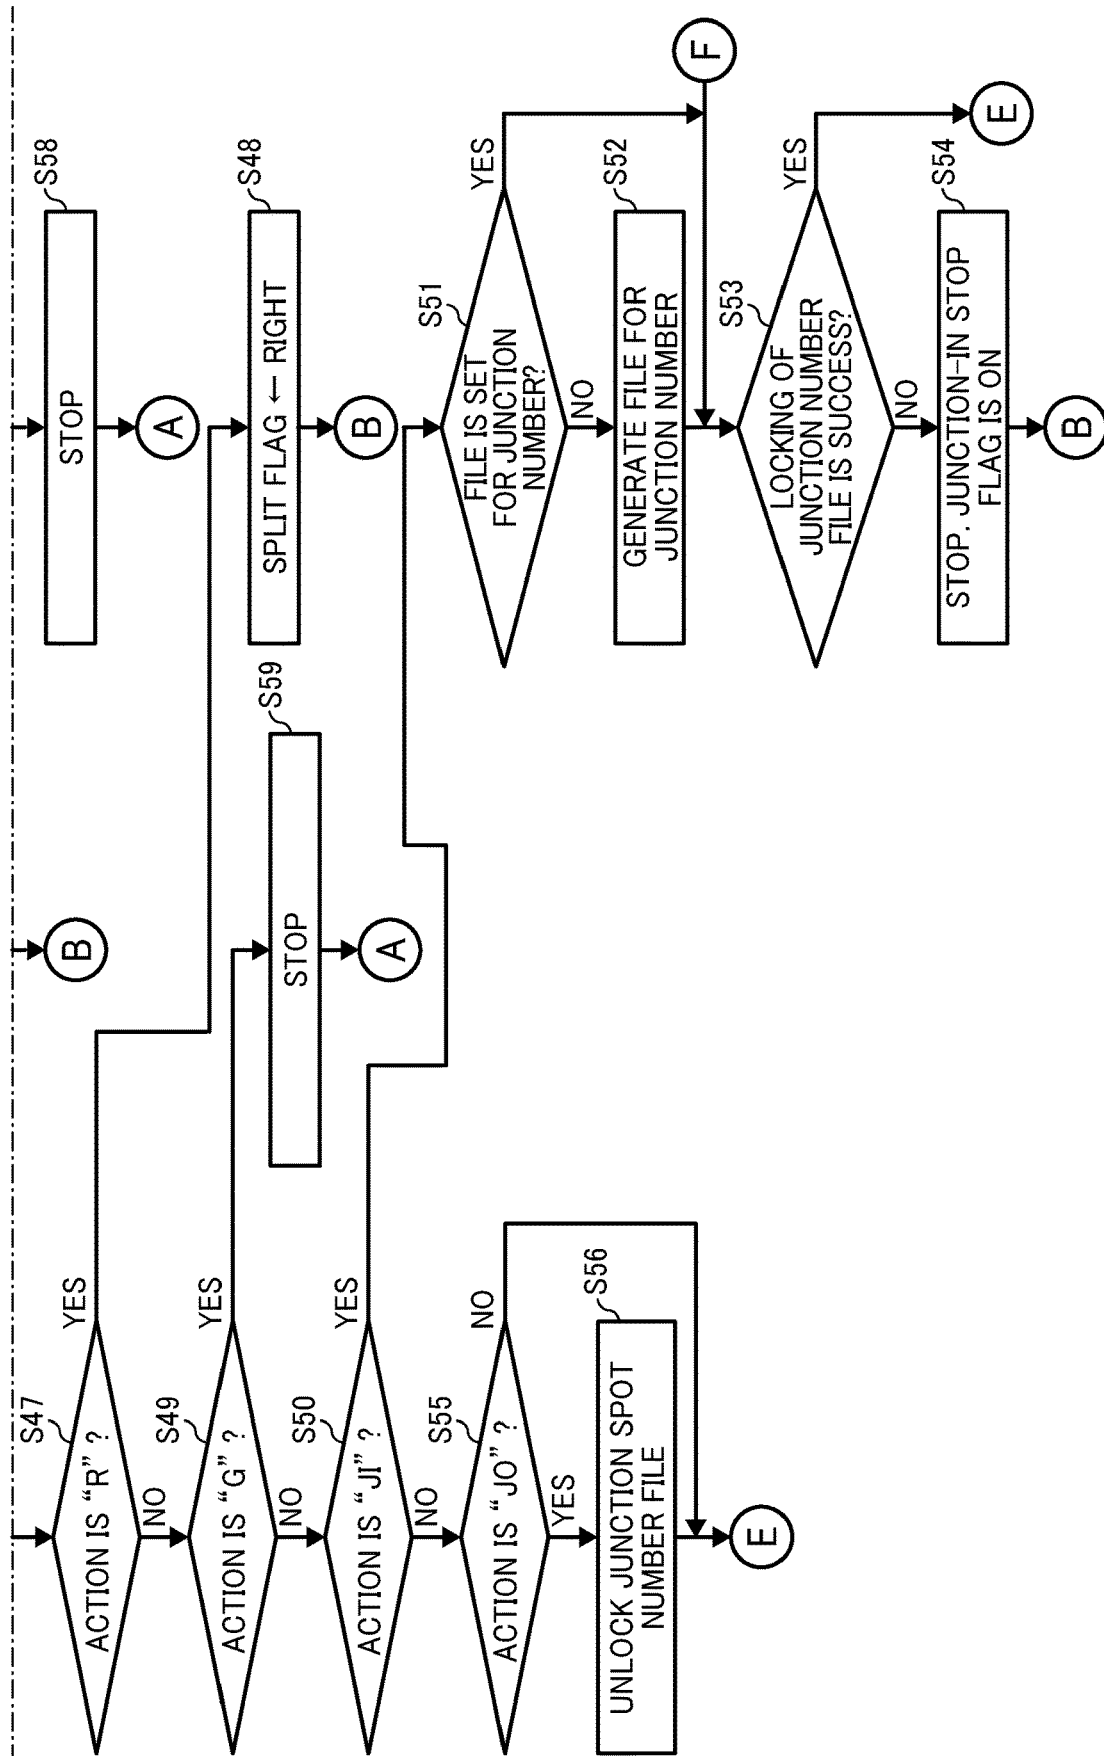 S58
STOP
A
B
S47
ACTION IS “R” ?
YES
NO
S48
SPLIT FLAG ← RIGHT
B
S49
ACTION IS “G” ?
YES
NO
S59
STOP
A
S50
ACTION IS “JI” ?
YES
NO
S51
FILE IS SET
FOR JUNCTION
NUMBER?
YES
NO
S52
GENERATE FILE FOR
JUNCTION NUMBER
F
S53
LOCKING OF
JUNCTION NUMBER
FILE IS SUCCESS?
YES
E
NO
S54
STOP. JUNCTION-IN STOP
FLAG IS ON
B
S55
ACTION IS “JO” ?
NO
YES
S56
UNLOCK JUNCTION SPOT
NUMBER FILE
E